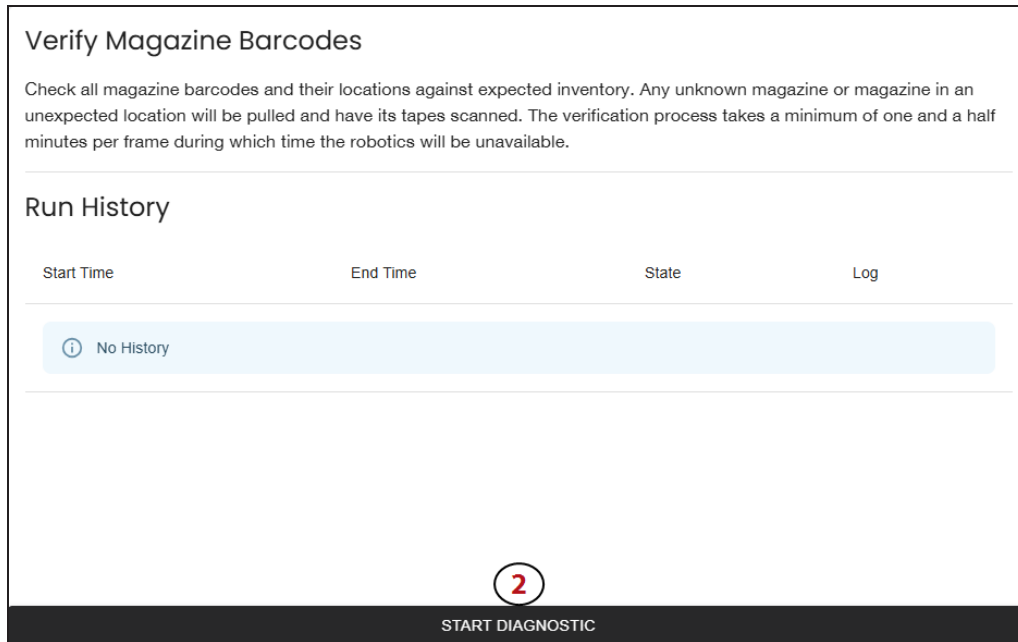 Verify Magazine Barcodes
Check all magazine barcodes and their locations against expected inventory. Any unknown magazine or magazine in an
unexpected location will be pulled and have its tapes scanned. The verification process takes a minimum of one and a half
minutes per frame during which time the robotics will be unavailable.
Run History
Start Time End Time State Log
No History
2
START DIAGNOSTIC